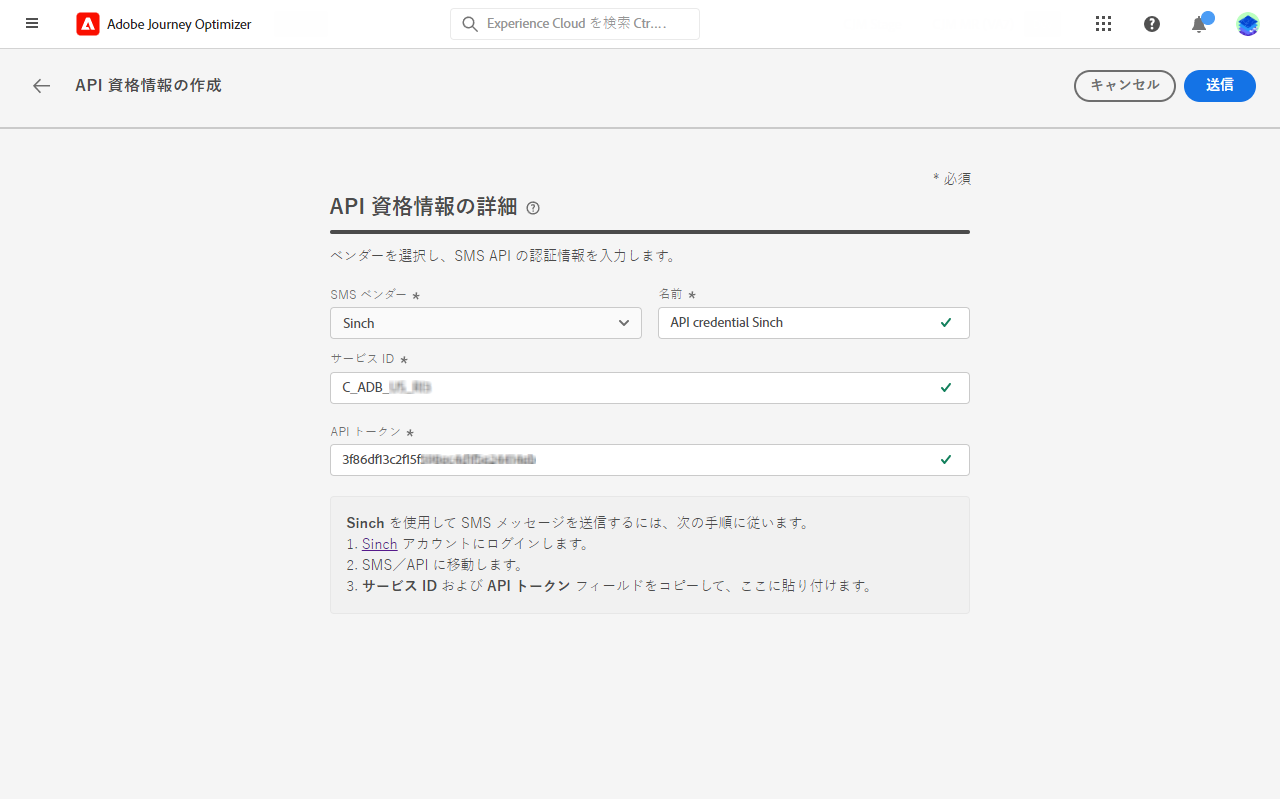 Adobe Journey Optimizer
Experience Cloud を検索 Ctr....
API 資格情報の作成
キャンセル
送信
* 必須
API 資格情報の詳細
ベンダーを選択し、SMS API の認証情報を入力します。
SMS ベンダー *
名前 *
Sinch
API credential Sinch
サービス ID *
C_ADB_
API トークン *
3f86df13c2f15f
Sinch を使用して SMS メッセージを送信するには、次の手順に従います。
1. Sinch アカウントにログインします。
2. SMS／API に移動します。
3. サービス ID および API トークン フィールドをコピーして、ここに貼り付けます。